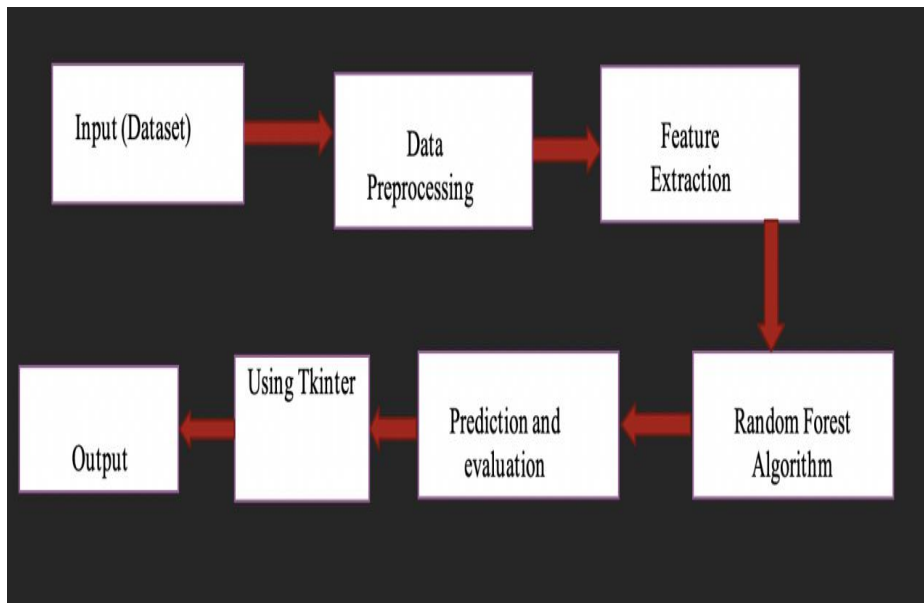 Input (Dataset)
Data
Preprocessing
Feature
Extraction
Random Forest
Algorithm
Prediction and
evaluation
Using Tkinter
Output